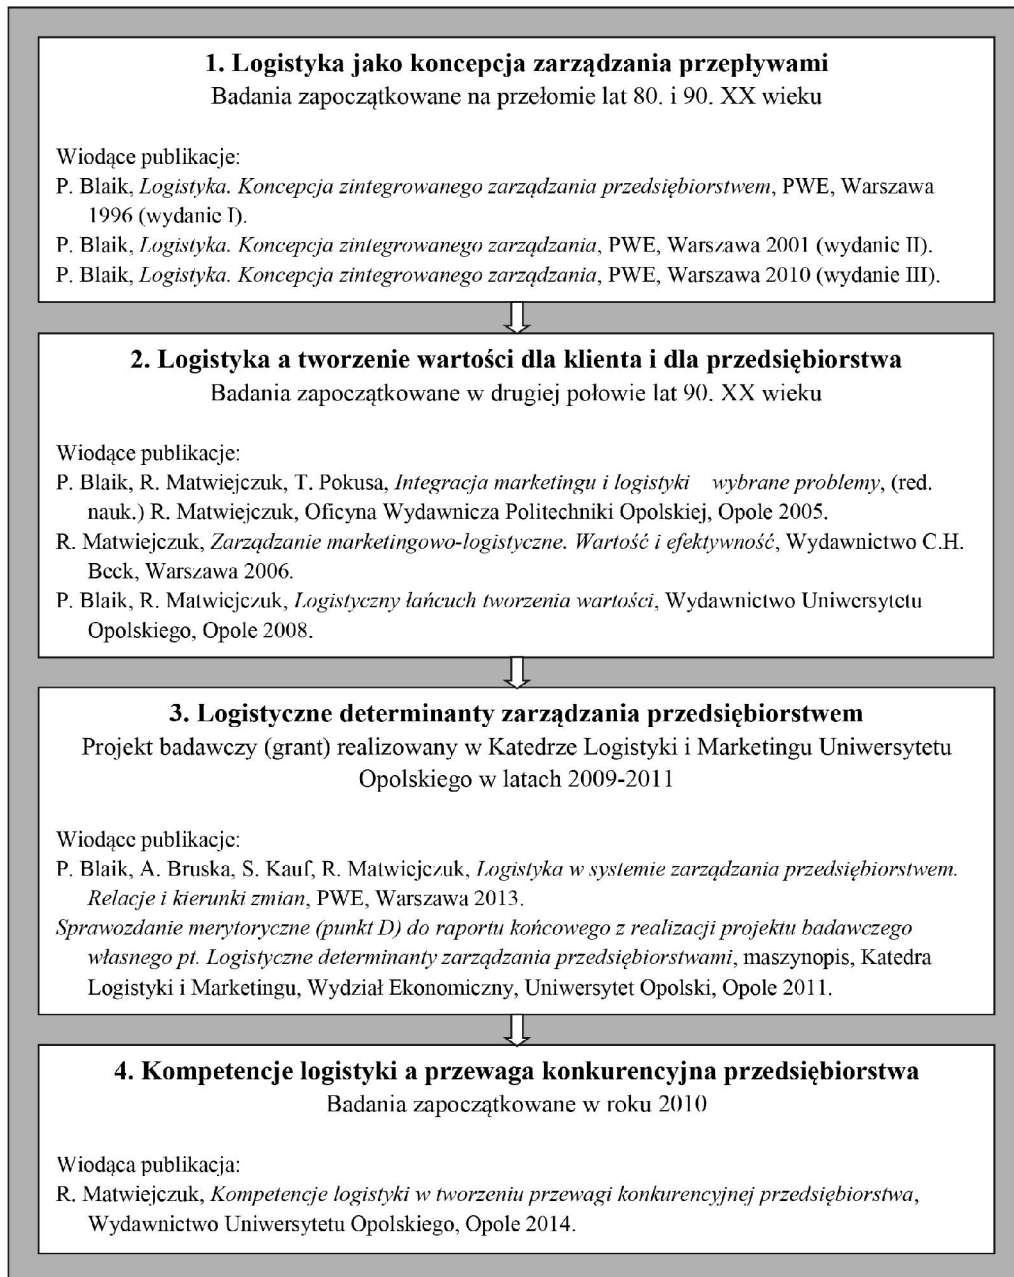 1. Logistyka jako koncepcja zarządzania przepływami
Badania zapoczątkowane na przełomie lat 80. i 90. XX wieku
Wiodące publikacje:
P. Blaik, Logistyka. Koncepcja zintegrowanego zarządzania przedsiębiorstwem, PWE, Warszawa
1996 (wydanie I).
P. Blaik, Logistyka. Koncepcja zintegrowanego zarządzania, PWE, Warszawa 2001 (wydanie II).
P. Blaik, Logistyka. Koncepcja zintegrowanego zarządzania, PWE, Warszawa 2010 (wydanie III).
2. Logistyka a tworzenie wartości dla klienta i dla przedsiębiorstwa
Badania zapoczątkowane w drugiej połowie lat 90. XX wieku
Wiodące publikacje:
P. Blaik, R. Matwiejczuk, T. Pokusa, Integracja marketingu i logistyki wybrane problemy, (red.
nauk.) R. Matwiejczuk, Oficyna Wydawnicza Politechniki Opolskiej, Opole 2005.
R. Matwiejczuk, Zarządzanie marketingowo-logistyczne. Wartość i efektywność, Wydawnictwo C.H.
Beck, Warszawa 2006.
P. Blaik, R. Matwiejczuk, Logistyczny łańcuch tworzenia wartości, Wydawnictwo Uniwersytetu
Opolskiego, Opole 2008.
3. Logistyczne determinanty zarządzania przedsiębiorstwem
Projekt badawczy (grant) realizowany w Katedrze Logistyki i Marketingu Uniwersytetu
Opolskiego w latach 2009-2011
Wiodące publikacje:
P. Blaik, A. Bruska, S. Kauf, R. Matwiejczuk, Logistyka w systemie zarządzania przedsiębiorstwem.
Relacje i kierunki zmian, PWE, Warszawa 2013.
Sprawozdanie merytoryczne (punkt D) do raportu końcowego z realizacji projektu badawczego
własnego pt. Logistyczne determinanty zarządzania przedsiębiorstwami, maszynopis, Katedra
Logistyki i Marketingu, Wydział Ekonomiczny, Uniwersytet Opolski, Opole 2011.
4. Kompetencje logistyki a przewaga konkurencyjna przedsiębiorstwa
Badania zapoczątkowane w roku 2010
Wiodąca publikacja:
R. Matwiejczuk, Kompetencje logistyki w tworzeniu przewagi konkurencyjnej przedsiębiorstwa,
Wydawnictwo Uniwersytetu Opolskiego, Opole 2014.